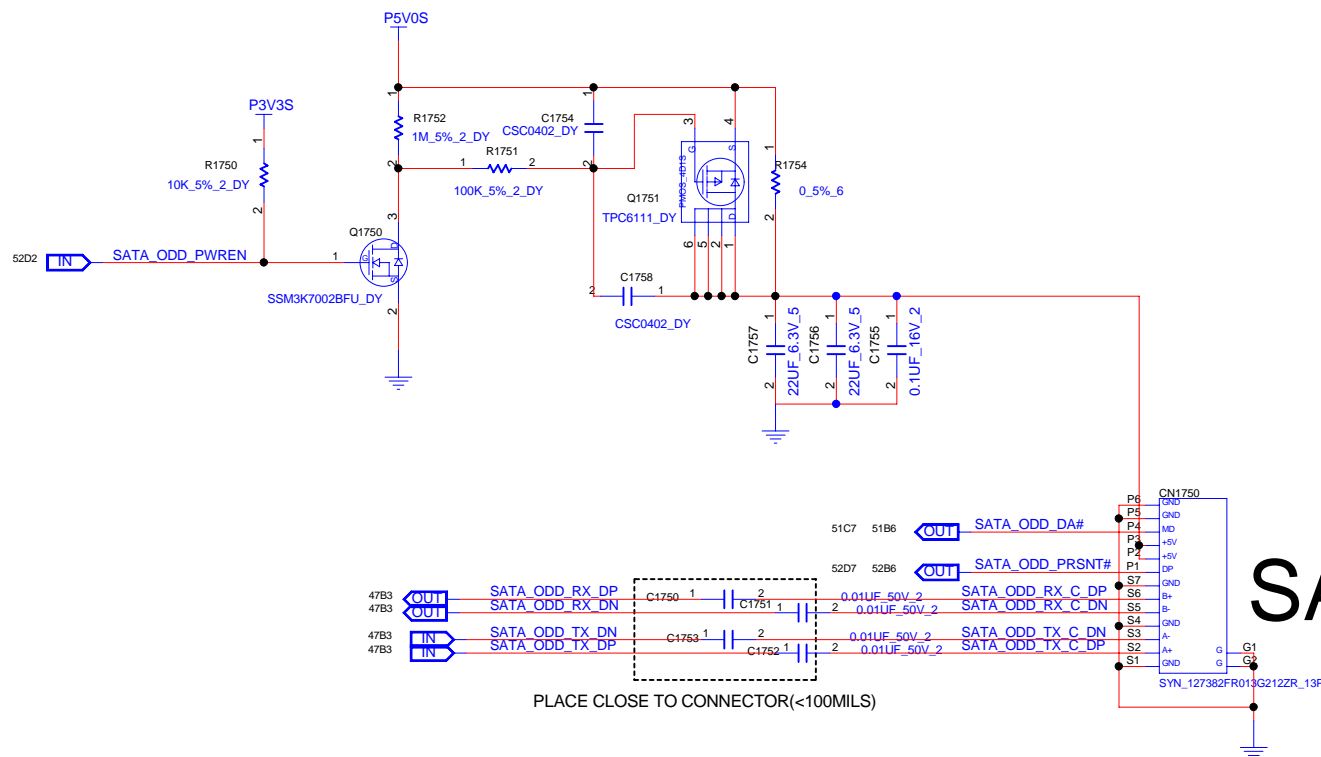 P5V0S
P3V3S
1
R1750
10K_5%_2_DY
2
1
R1752
1M_5%_2_DY
2
1
R1751
2
100K_5%_2_DY
1
C1754
CSC0402_DY
2
3
4
G
S
PMOS_4D1S
Q1751
TPC6111_DY
D
6
5
2
1
1
R1754
0_5%_6
2
52D2
IN
SATA_ODD_PWREN
1
Q1750
3
D
G
S
SSM3K7002BFU_DY
2
2
C1758
1
CSC0402_DY
1
C1757
22UF_6.3V_5
2
1
C1756
22UF_6.3V_5
2
1
C1755
0.1UF_16V_2
2
CN1750
P6
GND
P5
GND
51C7
51B6
OUT
SATA_ODD_DA#
P4
MD
P3
+5V
P2
+5V
52D7
52B6
OUT
SATA_ODD_PRSNT#
P1
DP
S7
GND
47B3
OUT
SATA_ODD_RX_DP
C1750
1
2
0.01UF_50V_2
SATA_ODD_RX_C_DP
S6
B+
47B3
OUT
SATA_ODD_RX_DN
C1751
1
2
0.01UF_50V_2
SATA_ODD_RX_C_DN
S5
B-
S4
GND
47B3
IN
SATA_ODD_TX_DN
C1753
1
2
0.01UF_50V_2
SATA_ODD_TX_C_DN
S3
A-
47B3
IN
SATA_ODD_TX_DP
C1752
1
2
0.01UF_50V_2
SATA_ODD_TX_C_DP
S2
A+
S1
GND
G
G1
G
G2
SYN_127382FR013G212ZR_13P
PLACE CLOSE TO CONNECTOR(<100MILS)
SA